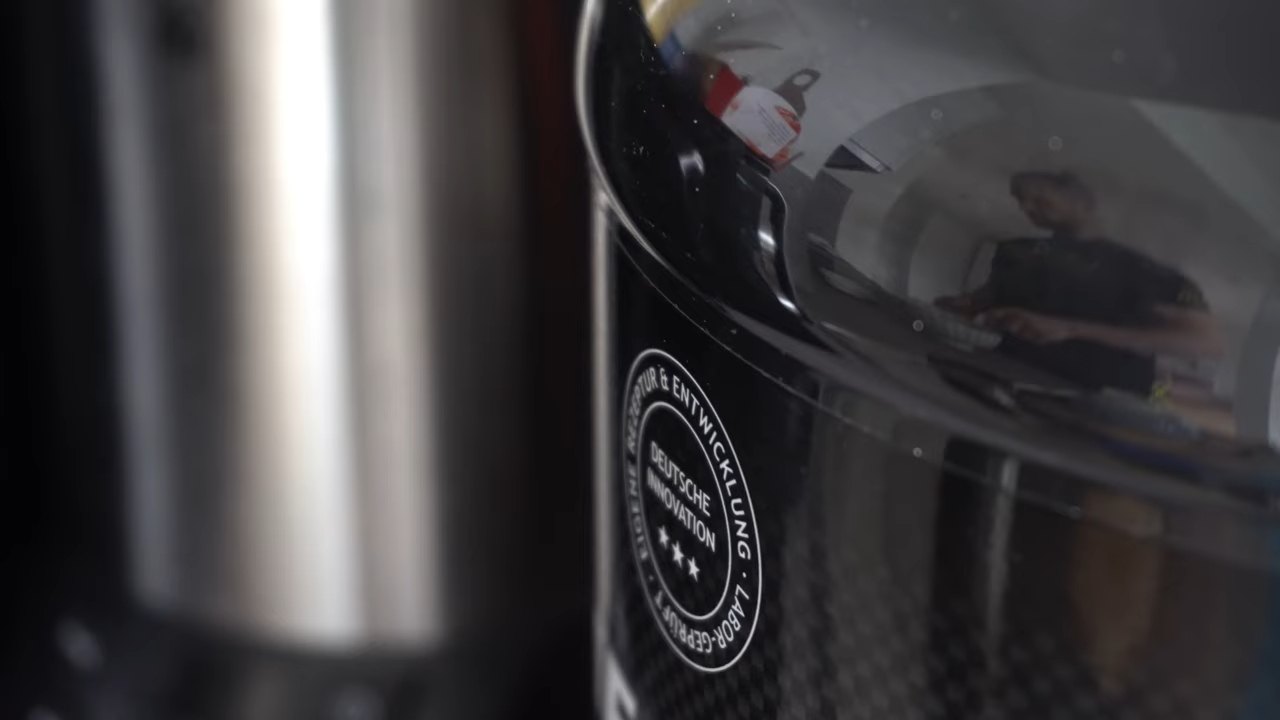 EIGENE REZEPTUR & ENTWICKLUNG · LABOR-GEPRÜFT ·
DEUTSCHE
INNOVATION